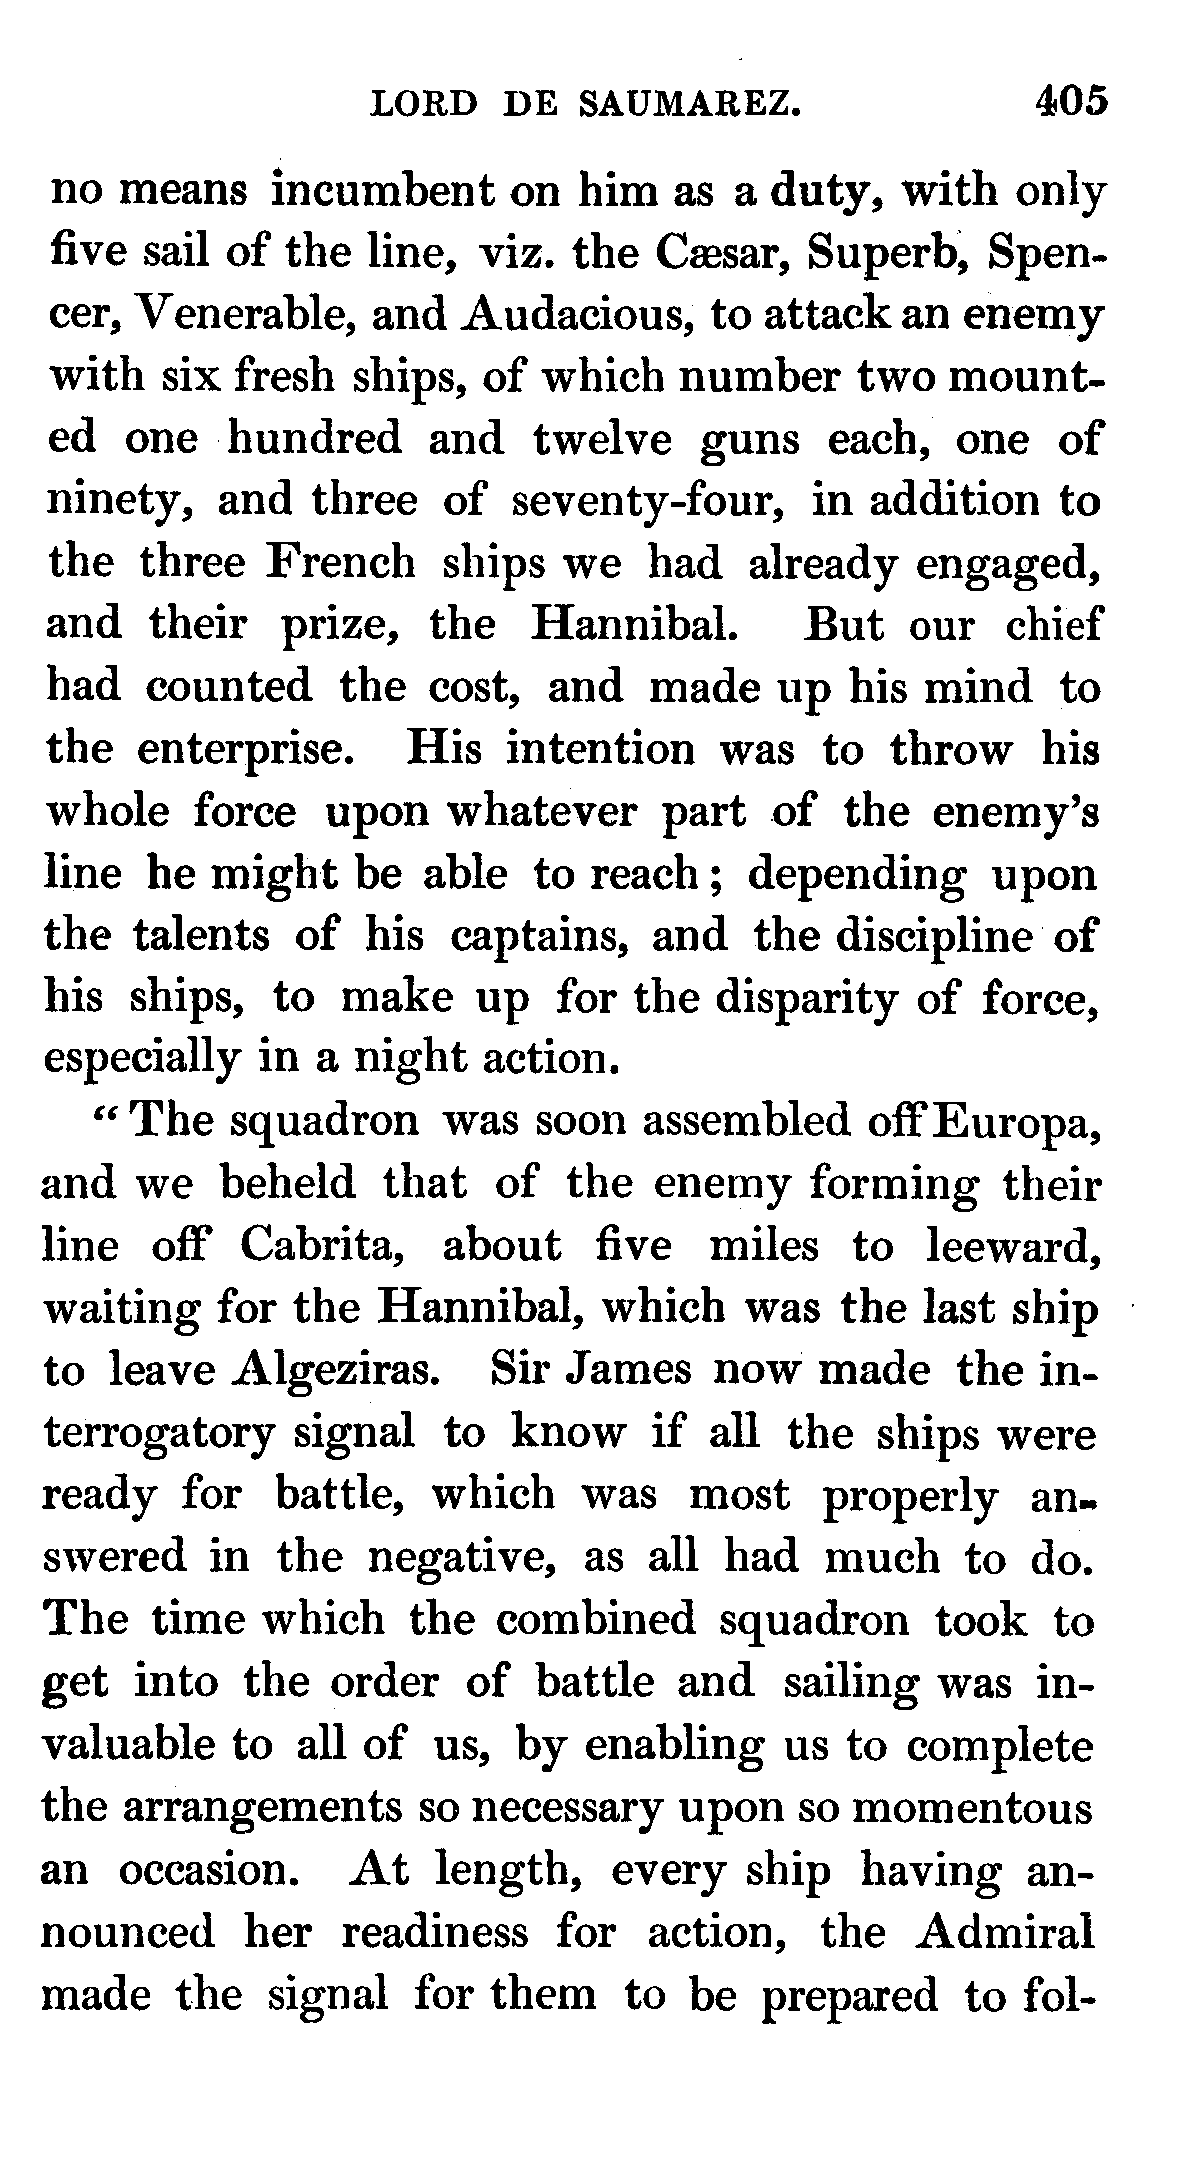 LORD DE SAUMAREZ. 405
no means incumbent on him as a duty, with only
five sail of the line, viz. the Cæsar, Superb, Spen-
cer, Venerable, and Audacious, to attack an enemy
with six fresh ships, of which number two mount-
ed one hundred and twelve guns each, one of
ninety, and three of seventy-four, in addition to
the three French ships we had already engaged,
and their prize, the Hannibal. But our chief
had counted the cost, and made up his mind to
the enterprise. His intention was to throw his
whole force upon whatever part of the enemy's
line he might be able to reach; depending upon
the talents of his captains, and the discipline of
his ships, to make up for the disparity of force,
especially in a night action.
“The squadron was soon assembled off Europa,
and we beheld that of the enemy forming their
line off Cabrita, about five miles to leeward,
waiting for the Hannibal, which was the last ship
to leave Algeziras. Sir James now made the in-
terrogatory signal to know if all the ships were
ready for battle, which was most properly an-
swered in the negative, as all had much to do.
The time which the combined squadron took to
get into the order of battle and sailing was in-
valuable to all of us, by enabling us to complete
the arrangements so necessary upon so momentous
an occasion. At length, every ship having an-
nounced her readiness for action, the Admiral
made the signal for them to be prepared to fol-